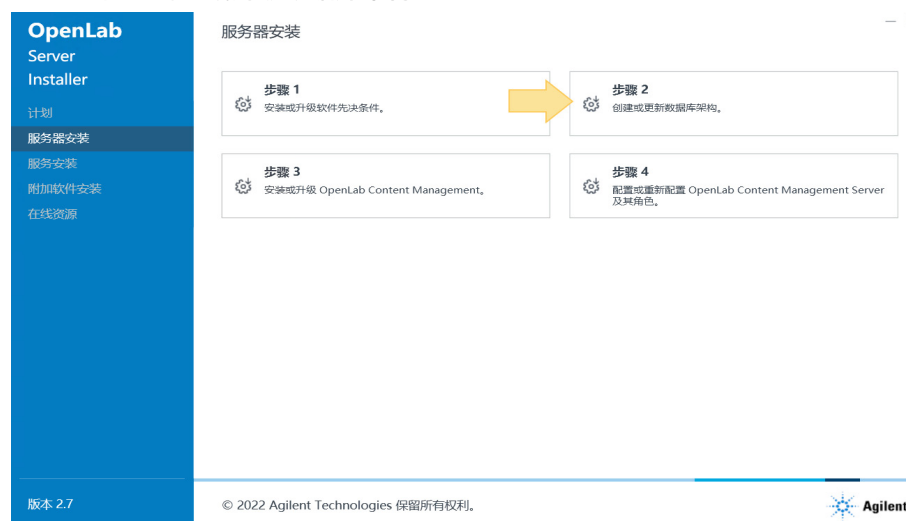 OpenLab
Server
Installer
计划
服务器安装
服务安装
附加软件安装
在线资源
版本 2.7
服务器安装
步骤 1
安装或升级软件先决条件。
步骤 2
创建或更新数据库架构。
步骤 3
安装或升级 OpenLab Content Management。
步骤 4
配置或重新配置 OpenLab Content Management Server
及其角色。
© 2022 Agilent Technologies 保留所有权利。
Agilent